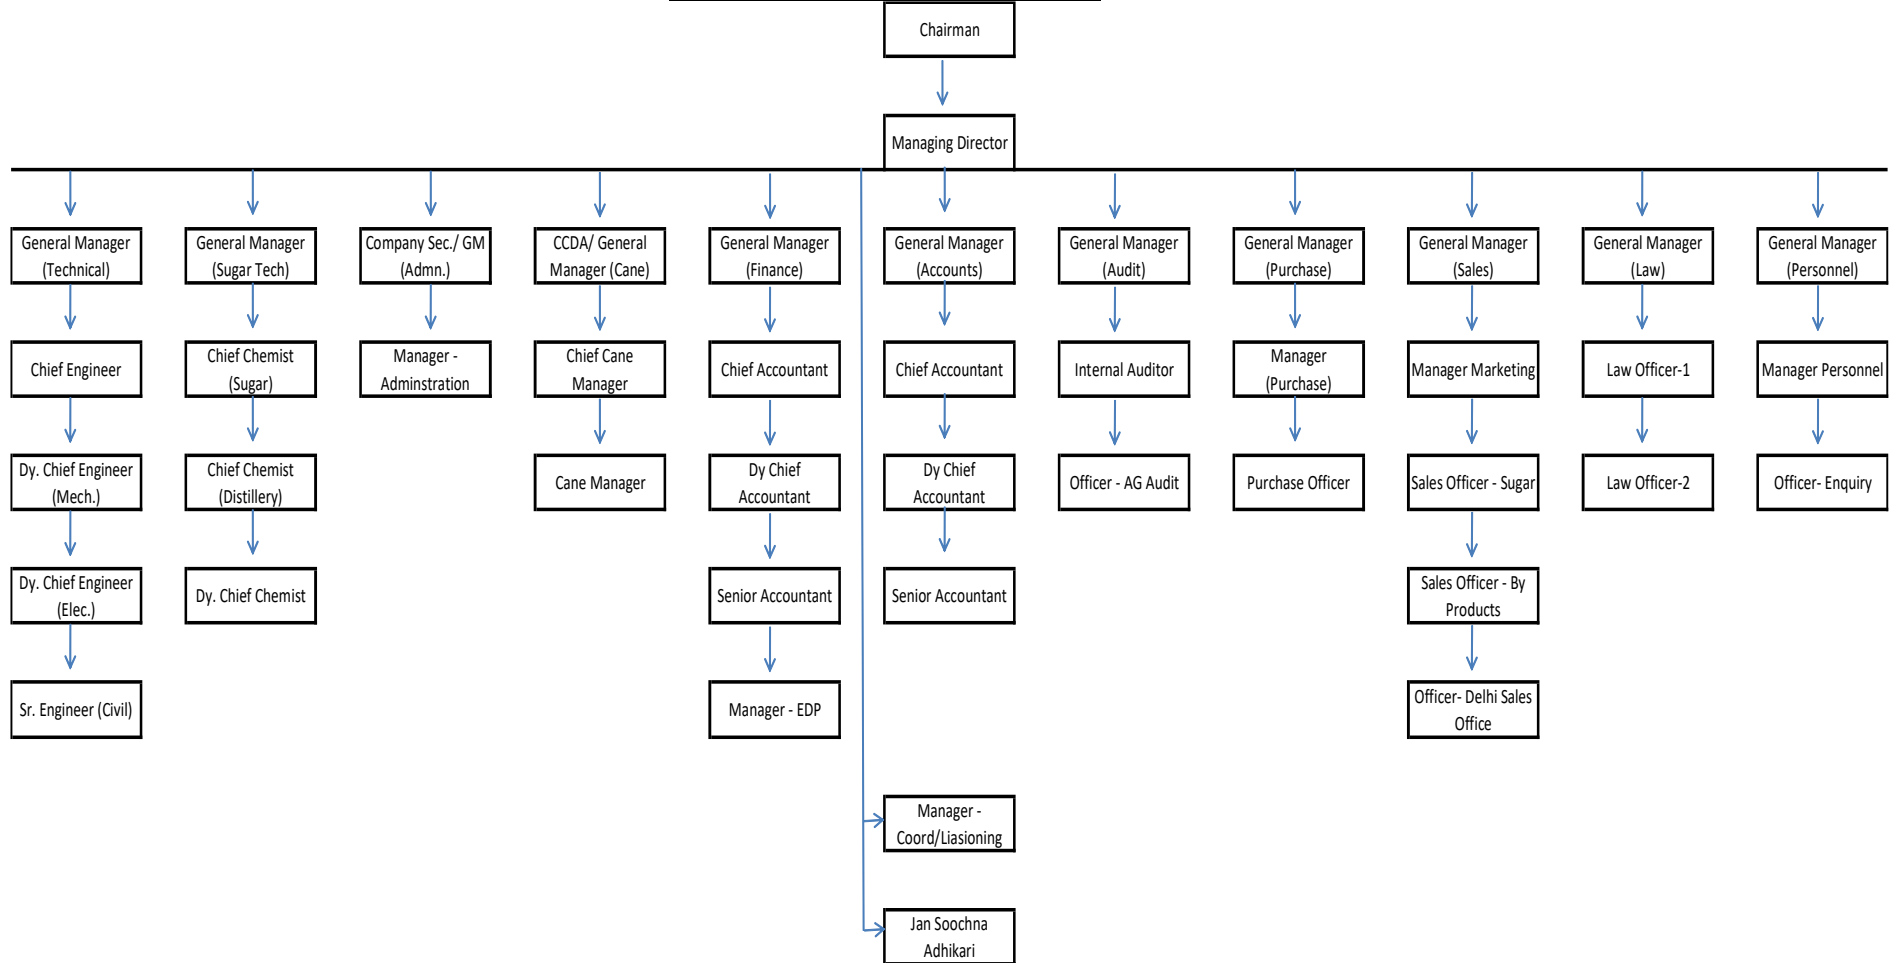 Chairman
Managing Director
General Manager
(Technical)
General Manager
(Sugar Tech)
Company Sec./ GM
(Admn.)
CCDA/ General
Manager (Cane)
General Manager
(Finance)
General Manager
(Accounts)
General Manager
(Audit)
General Manager
(Purchase)
General Manager
(Sales)
General Manager
(Law)
General Manager
(Personnel)
Chief Engineer
Chief Chemist
(Sugar)
Manager -
Adminstration
Chief Cane
Manager
Chief Accountant
Chief Accountant
Internal Auditor
Manager
(Purchase)
Manager Marketing
Law Officer-1
Manager Personnel
Dy. Chief Engineer
(Mech.)
Chief Chemist
(Distillery)
Cane Manager
Dy Chief
Accountant
Dy Chief
Accountant
Officer - AG Audit
Purchase Officer
Sales Officer - Sugar
Law Officer-2
Officer- Enquiry
Dy. Chief Engineer
(Elec.)
Dy. Chief Chemist
Senior Accountant
Senior Accountant
Sales Officer - By
Products
Sr. Engineer (Civil)
Manager - EDP
Officer- Delhi Sales
Office
Manager -
Coord/Liasioning
Jan Soochna
Adhikari